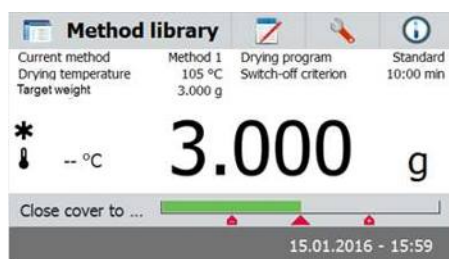 Method library
Current method Method 1 Drying program Standard
Drying temperature 105 °C Switch-off criterion 10:00 min
Target weight 3.000 g
-- °C 3.000 g
Close cover to ...
15.01.2016 - 15:59